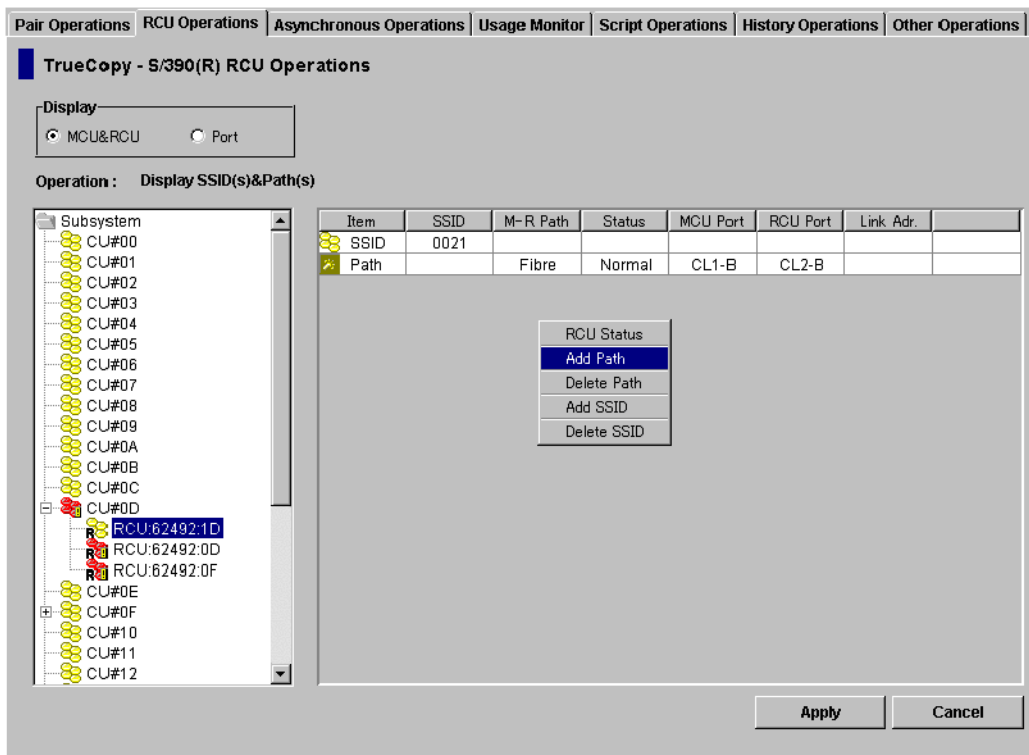 Pair Operations RCU Operations Asynchronous Operations Usage Monitor Script Operations History Operations Other Operations
TrueCopy - S/390(R) RCU Operations
Display
MCU&RCU Port
Operation : Display SSID(s)&Path(s)
Subsystem
CU#00
CU#01
CU#02
CU#03
CU#04
CU#05
CU#06
CU#07
CU#08
CU#09
CU#0A
CU#0B
CU#0C
CU#0D
RCU:62492:1D
RCU:62492:0D
RCU:62492:0F
CU#0E
CU#0F
CU#10
CU#11
CU#12
Item SSID M-R Path Status MCU Port RCU Port Link Adr.
SSID 0021
Path Fibre Normal CL1-B CL2-B
RCU Status
Add Path
Delete Path
Add SSID
Delete SSID
Apply Cancel